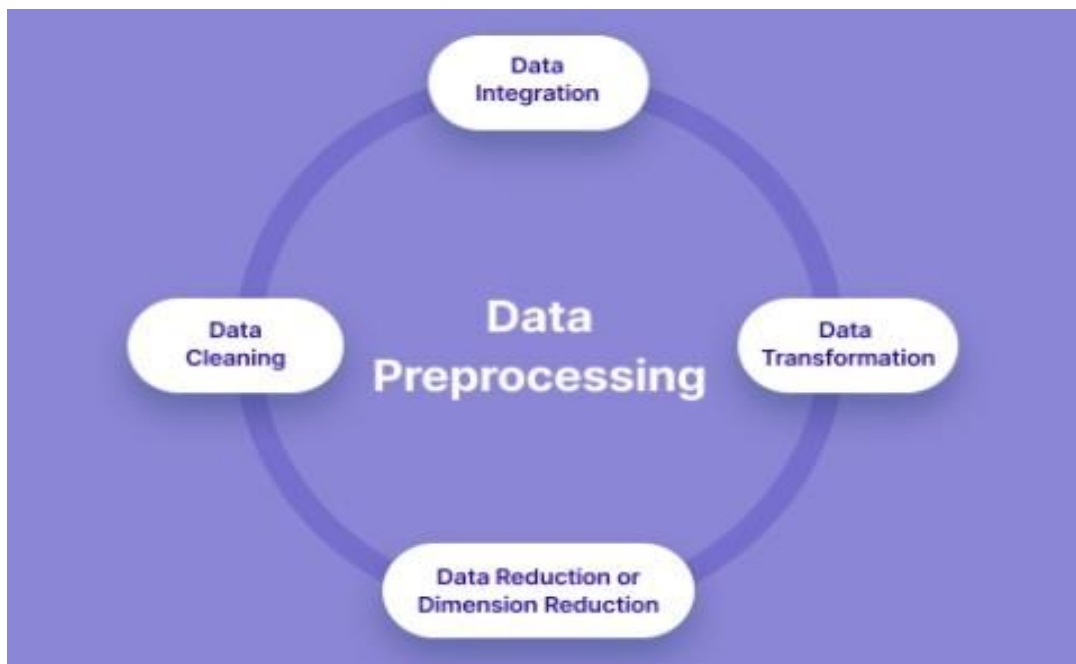 Data
Integration
Data
Cleaning
Data
Preprocessing
Data
Transformation
Data Reduction or
Dimension Reduction